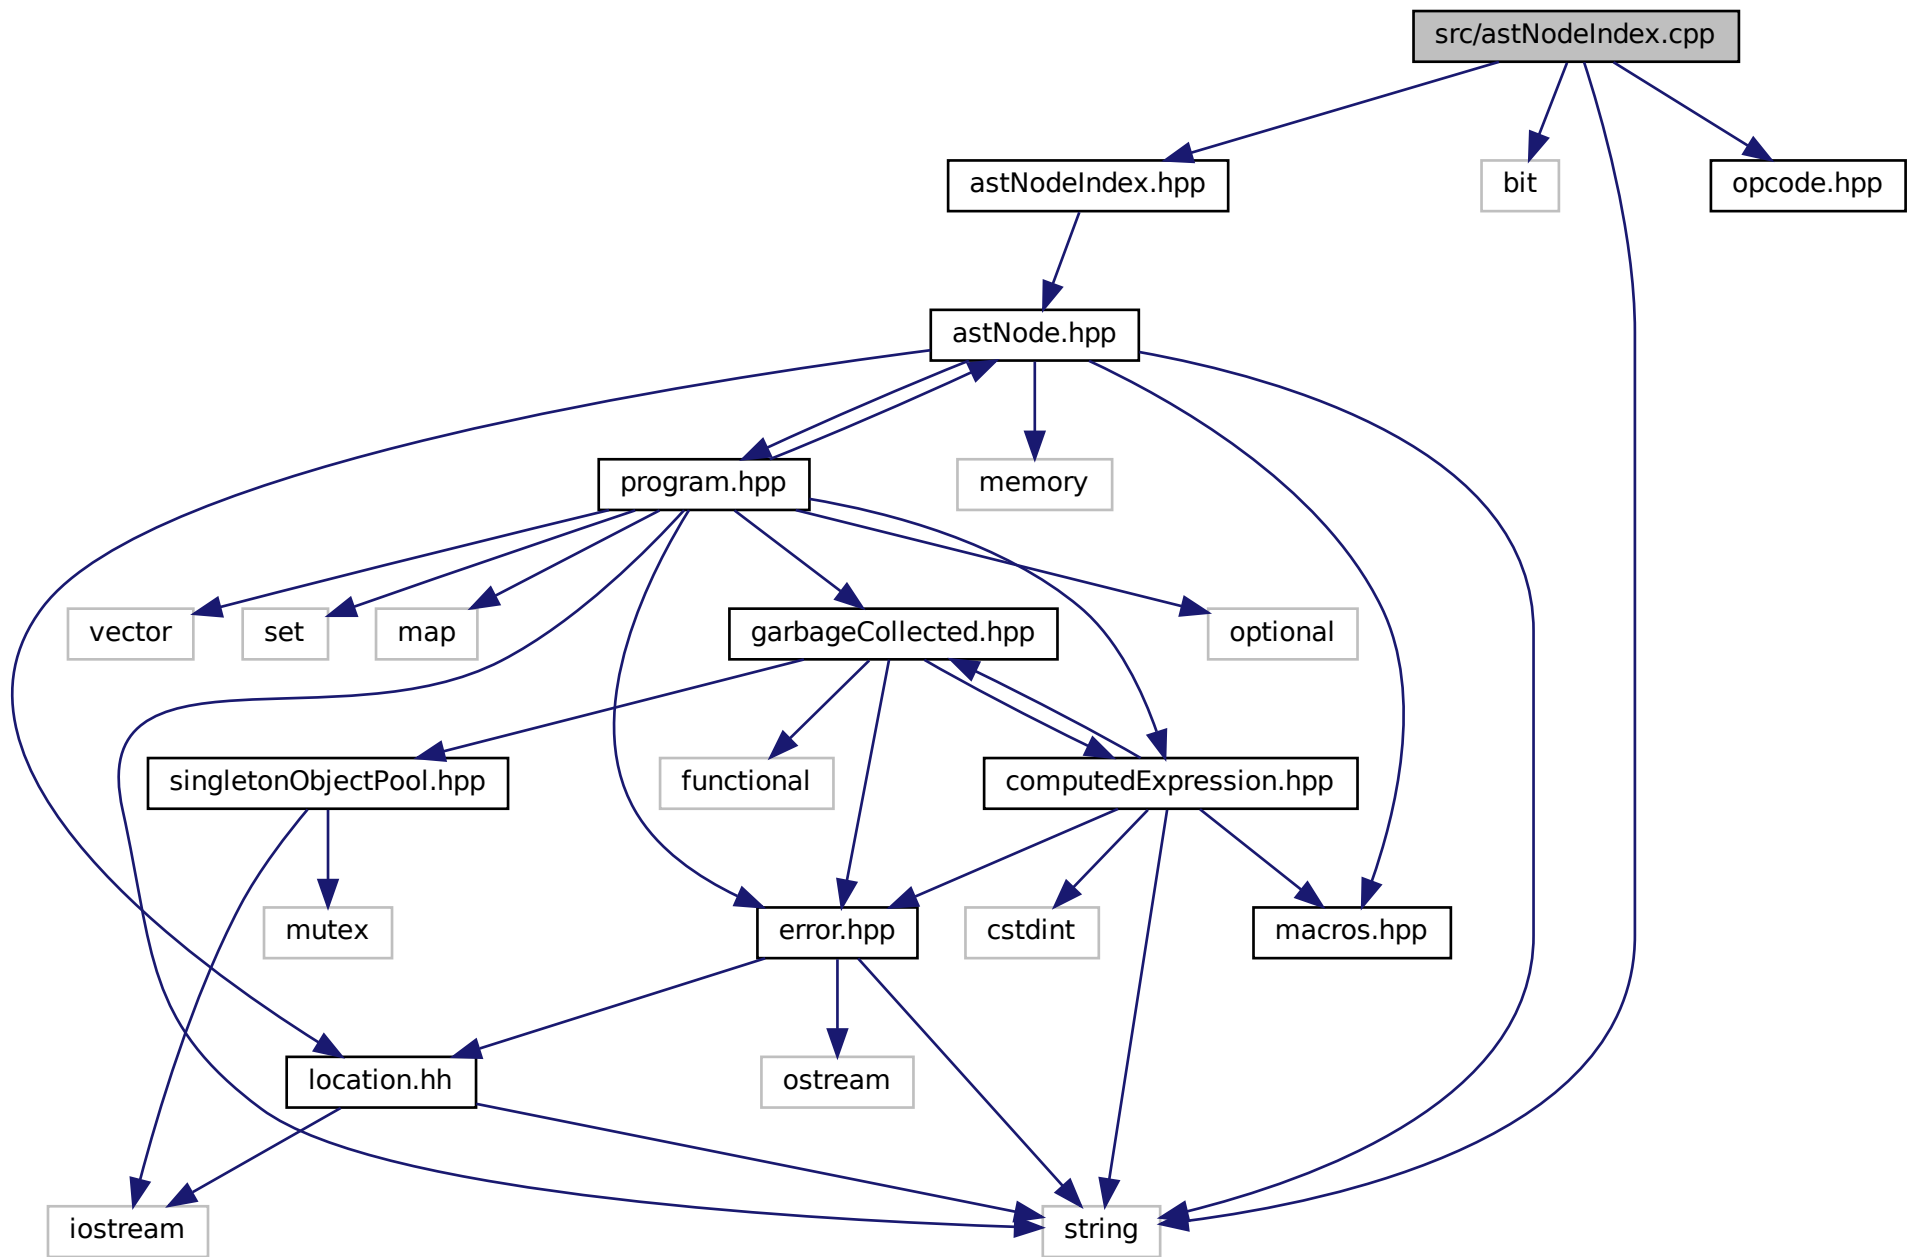 src/astNodeIndex.cpp
astNodeIndex.hpp
bit
opcode.hpp
astNode.hpp
program.hpp
memory
vector
set
map
garbageCollected.hpp
optional
singletonObjectPool.hpp
functional
computedExpression.hpp
mutex
error.hpp
cstdint
macros.hpp
location.hh
ostream
iostream
string